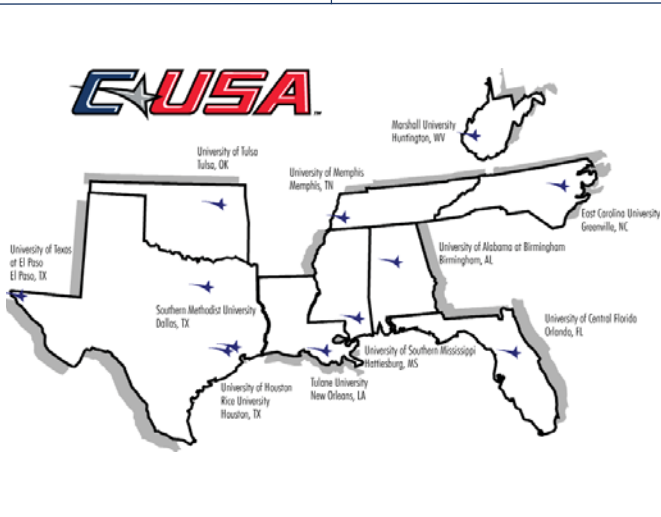 C USA
TM
Marshall University
Huntington, WV
University of Tulsa
Tulsa, OK
University of Memphis
Memphis, TN
East Carolina University
Greenville, NC
University of Alabama at Birmingham
Birmingham, AL
University of Texas
at El Paso
El Paso, TX
Southern Methodist University
Dallas, TX
University of Central Florida
Orlando, FL
University of Southern Mississippi
Hattiesburg, MS
Tulane University
New Orleans, LA
University of Houston
Rice University
Houston, TX